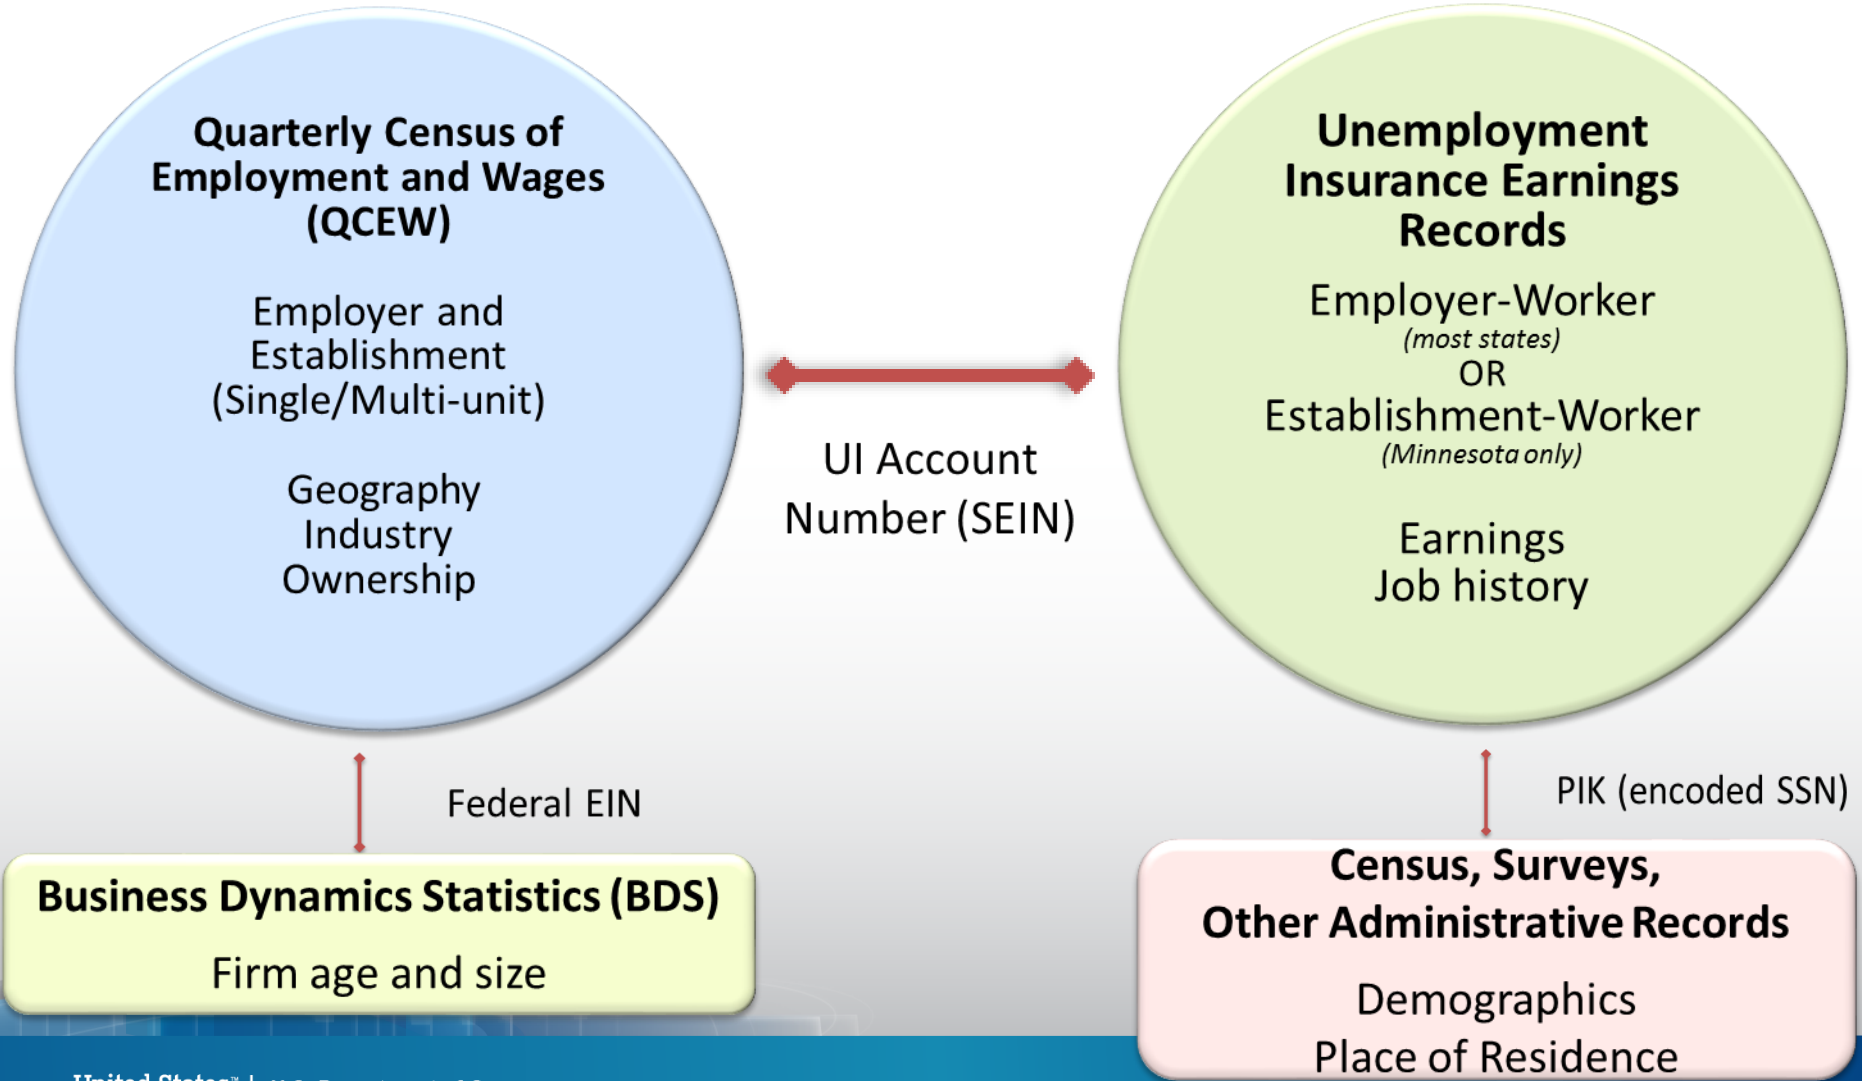 Quarterly Census of
Employment and Wages
(QCEW)
Employer and
Establishment
(Single/Multi-unit)
Geography
Industry
Ownership
UI Account
Number (SEIN)
Unemployment
Insurance Earnings
Records
Employer-Worker
(most states)
OR
Establishment-Worker
(Minnesota only)
Earnings
Job history
Federal EIN
PIK (encoded SSN)
Business Dynamics Statistics (BDS)
Firm age and size
Census, Surveys,
Other Administrative Records
Demographics
Place of Residence
United States™